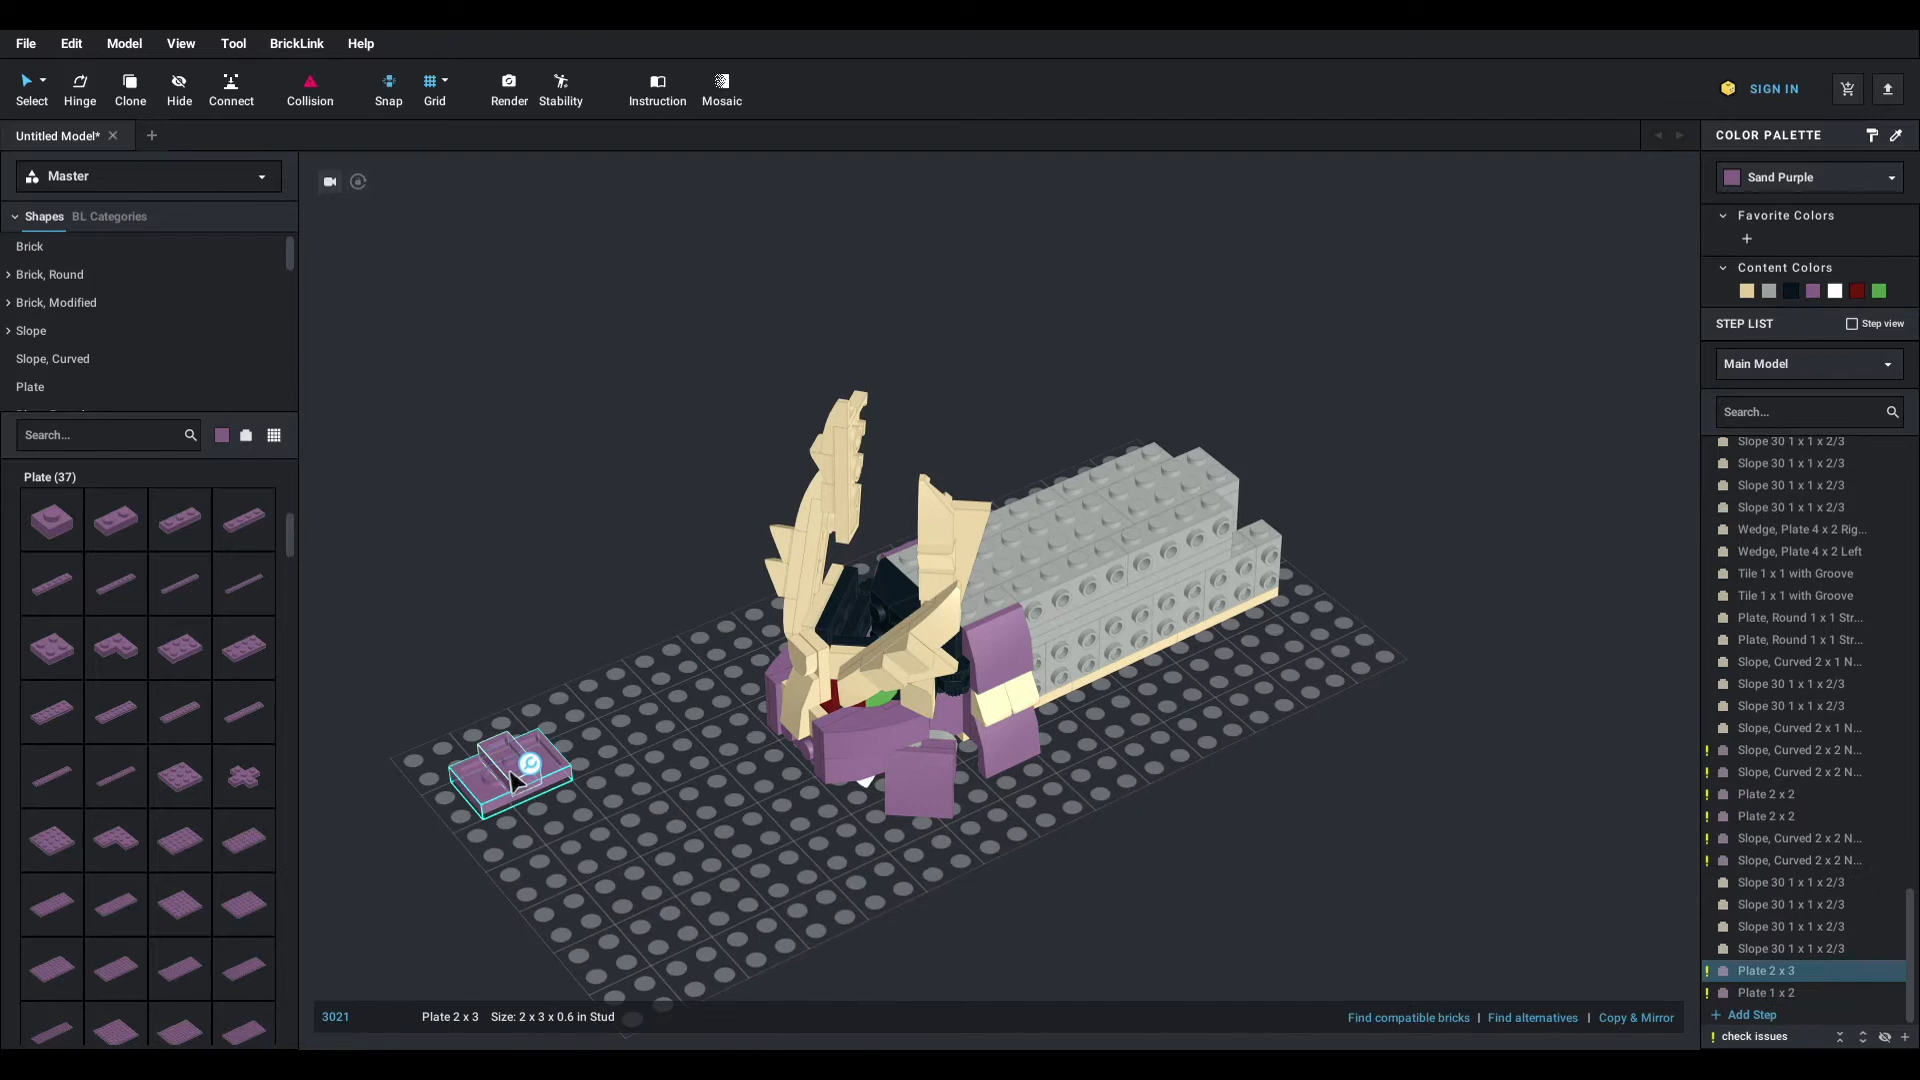 File Edit Model View Tool BrickLink Help
Select Hinge Clone Hide Connect Collision Snap Grid Render Stability Instruction Mosaic SIGN IN
Untitled Model*
COLOR PALETTE
Master
Sand Purple
Shapes BL Categories
Favorite Colors
Brick
Brick, Round
Content Colors
Brick, Modified
Slope
STEP LIST Step view
Slope, Curved
Main Model
Plate
Search...
Search...
Plate (37)
Slope 30 1 x 1 x 2/3
Slope 30 1 x 1 x 2/3
Slope 30 1 x 1 x 2/3
Slope 30 1 x 1 x 2/3
Wedge, Plate 4 x 2 Rig...
Wedge, Plate 4 x 2 Left
Tile 1 x 1 with Groove
Tile 1 x 1 with Groove
Plate, Round 1 x 1 Str...
Plate, Round 1 x 1 Str...
Slope, Curved 2 x 1 N...
Slope 30 1 x 1 x 2/3
Slope 30 1 x 1 x 2/3
Slope, Curved 2 x 1 N...
! Slope, Curved 2 x 2 N...
! Slope, Curved 2 x 2 N...
! Plate 2 x 2
! Plate 2 x 2
! Slope, Curved 2 x 2 N...
! Slope, Curved 2 x 2 N...
Slope 30 1 x 1 x 2/3
Slope 30 1 x 1 x 2/3
Slope 30 1 x 1 x 2/3
Slope 30 1 x 1 x 2/3
! Plate 2 x 3
! Plate 1 x 2
+ Add Step
! check issues
3021 Plate 2 x 3 Size: 2 x 3 x 0.6 in Stud Find compatible bricks | Find alternatives | Copy & Mirror